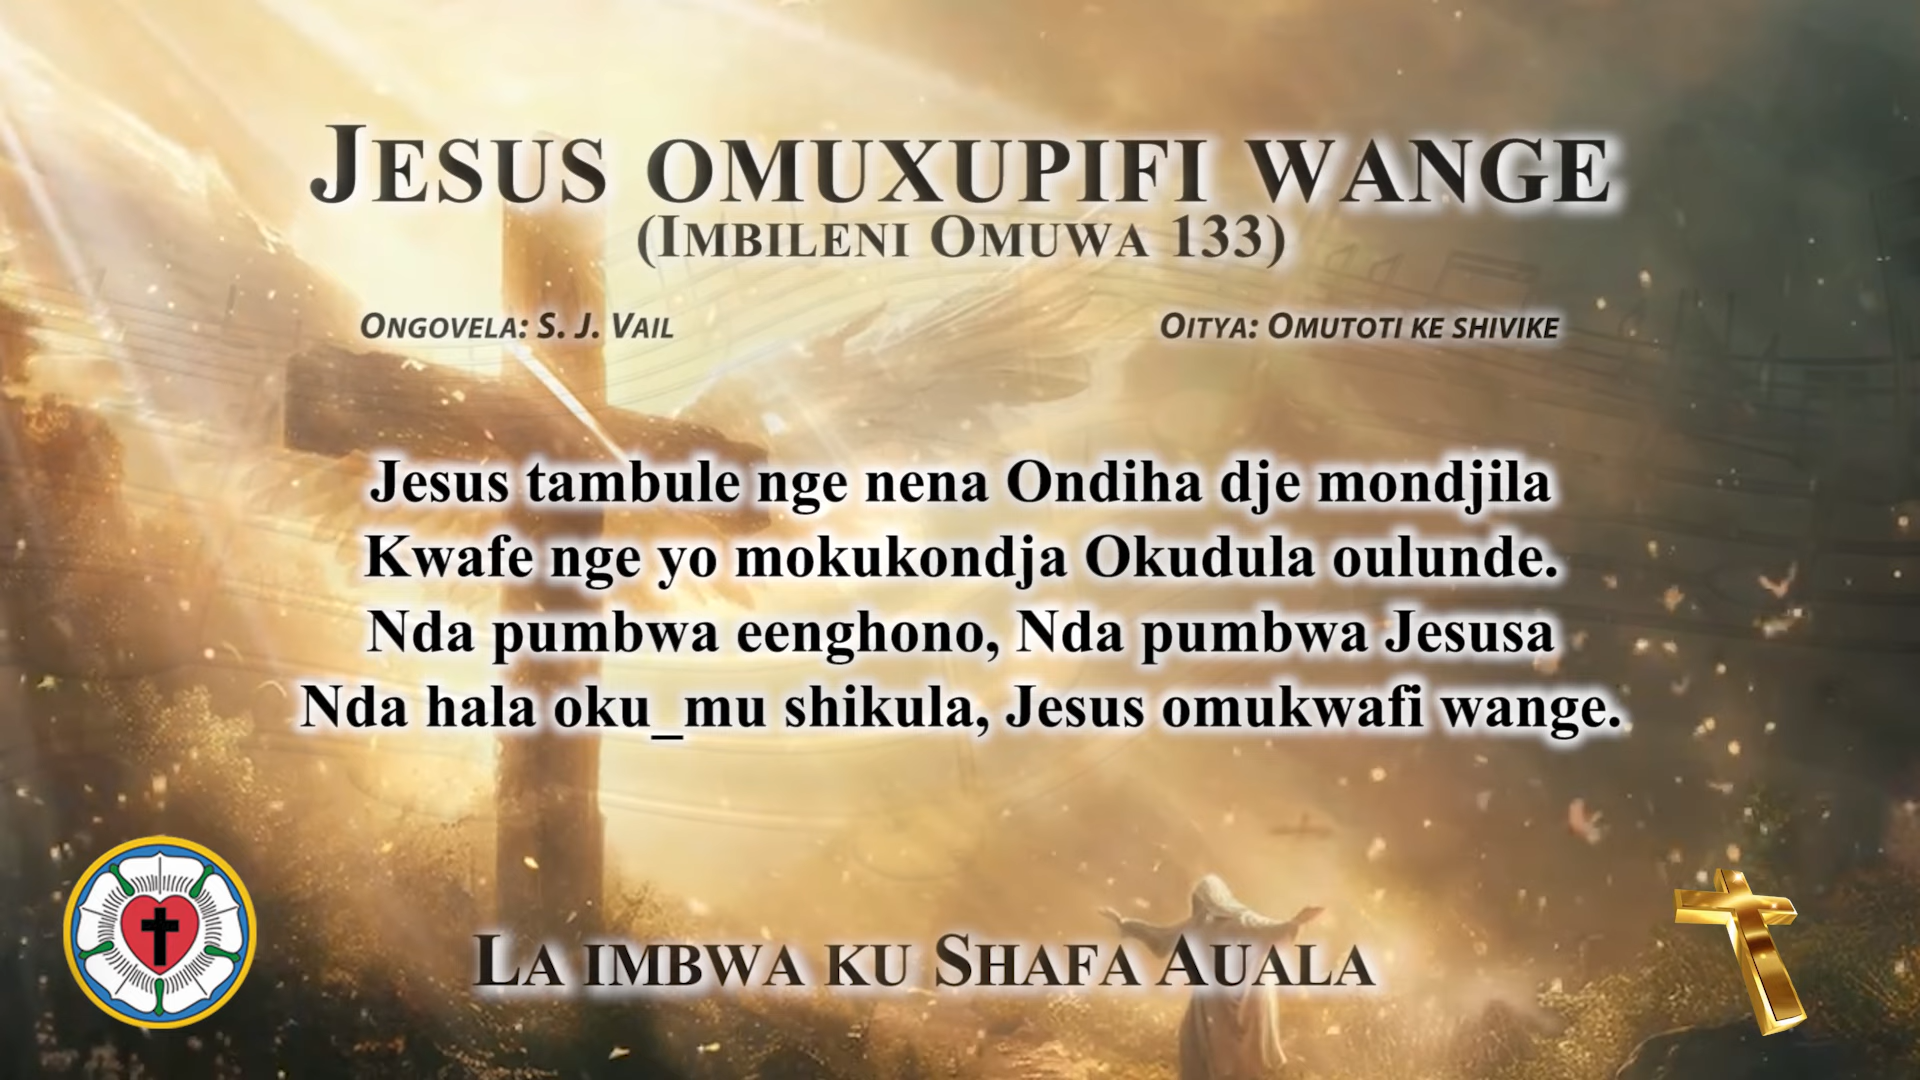 Jesus omuxupifi wange
(Imbileni Omuwa 133)
Ongovela: S. J. Vail
Oitya: Omutoti ke shivike
Jesus tambule nge nena Ondiha dje mondjila
Kwafe nge yo mokukondja Okudula oulunde.
Nda pumbwa eenghono, Nda pumbwa Jesusa
Nda hala oku_mu shikula, Jesus omukwafi wange.
La imbwa ku Shafa Auala